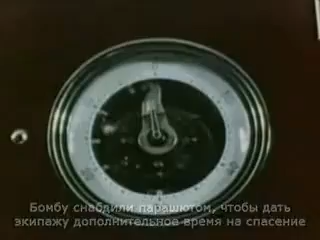 Бомбу снабдили парашютом, чтобы дать
экипажу дополнительное время на спасение